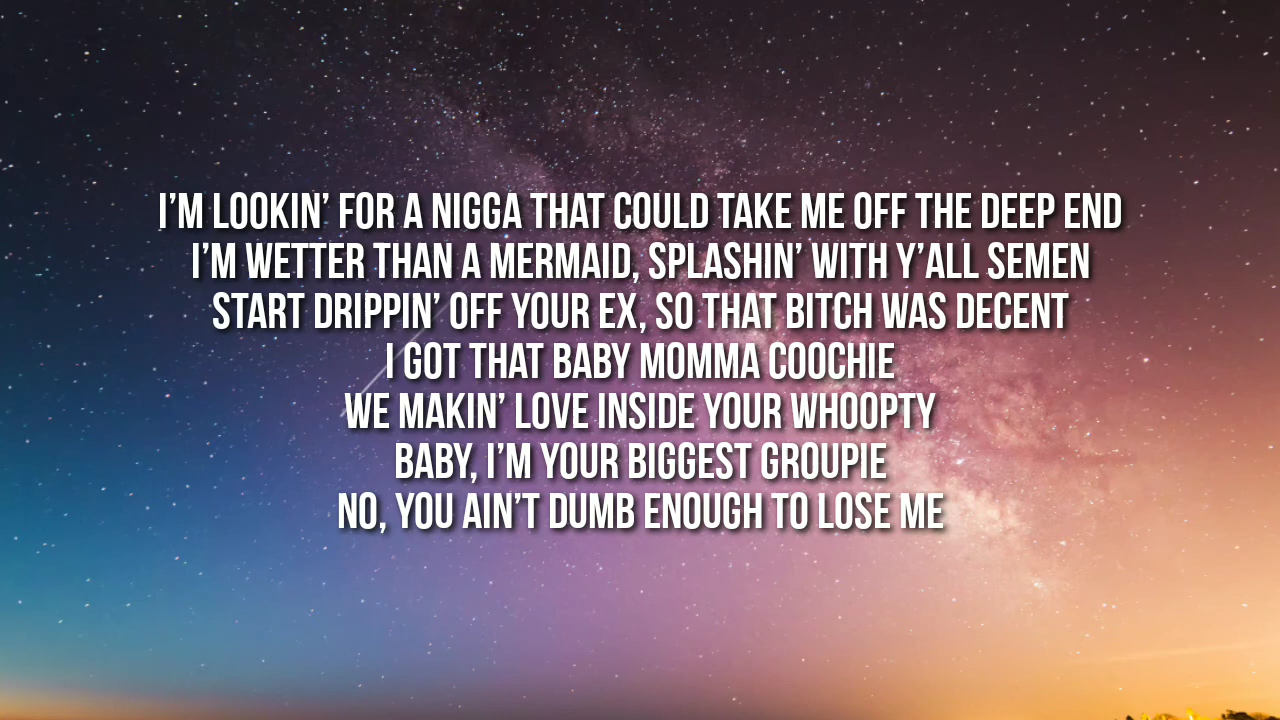 I'M LOOKIN' FOR A NIGGA THAT COULD TAKE ME OFF THE DEEP END
I'M WETTER THAN A MERMAID, SPLASHIN' WITH Y'ALL SEMEN
START DRIPPIN' OFF YOUR EX, SO THAT BITCH WAS DECENT
I GOT THAT BABY MOMMA COOCHIE
WE MAKIN' LOVE INSIDE YOUR WHOOPTY
BABY, I'M YOUR BIGGEST GROUPIE
NO, YOU AIN'T DUMB ENOUGH TO LOSE ME